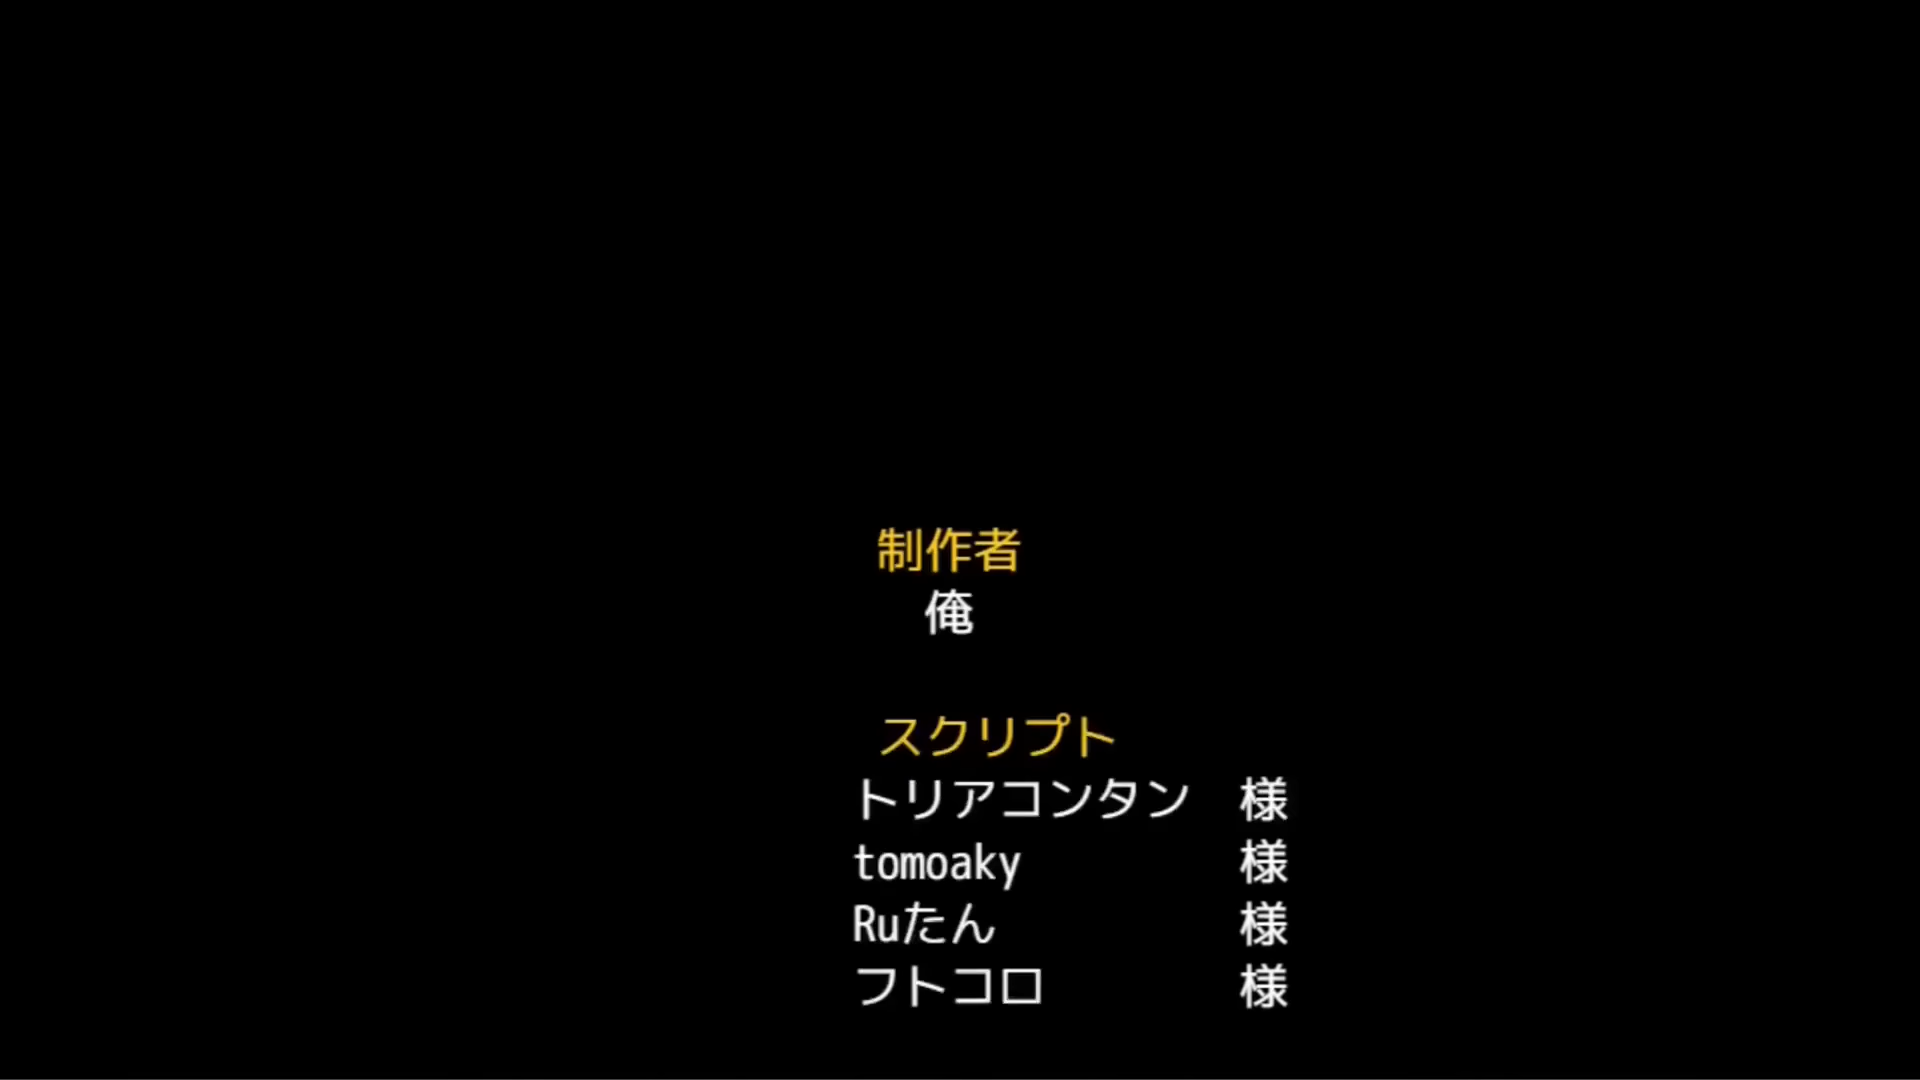 制作者
俺
スクリプト
トリアコンタン　様
tomoaky　様
Ruたん　様
フトコロ　様